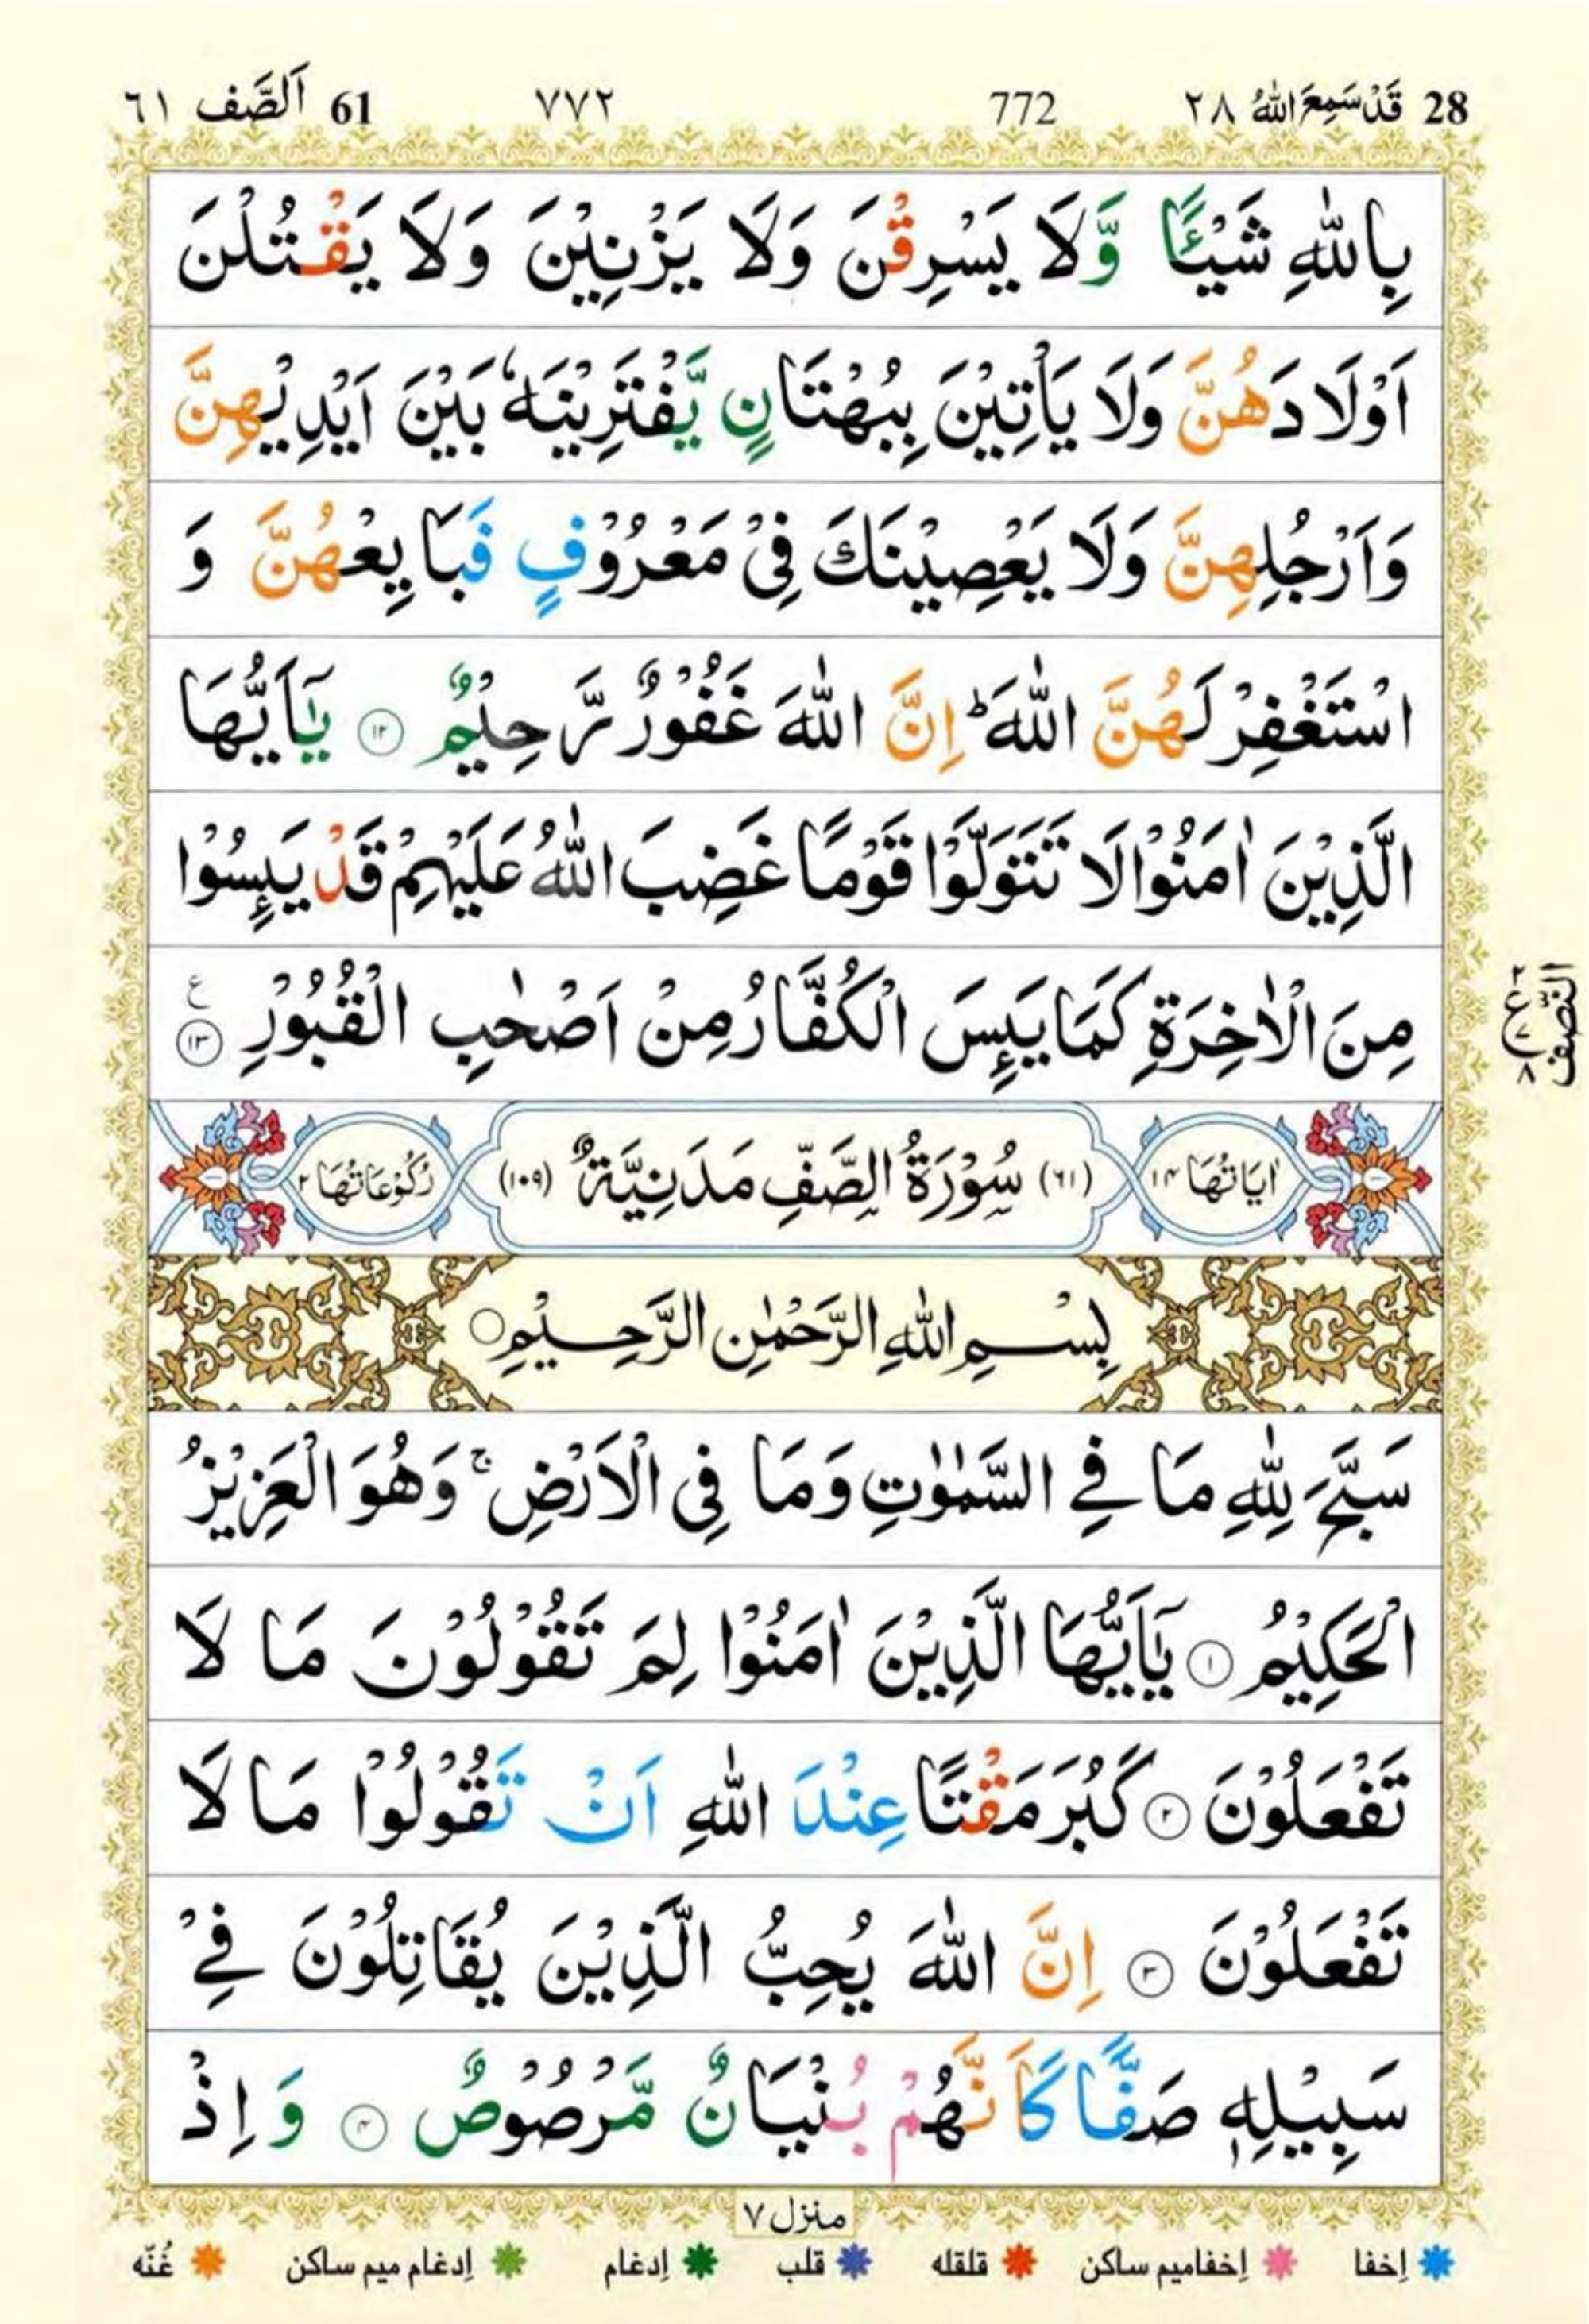 28 قَدْ سَمِعَ اللّٰهُ ٢٨ 772 ٧٧٢ 61 اَلصَّف ٦١
بِاللّٰهِ شَيْـًٔا وَّلَا يَسْرِقْنَ وَلَا يَزْنِيْنَ وَلَا يَقْتُلْنَ
اَوْلَادَهُنَّ وَلَا يَاْتِيْنَ بِبُهْتَانٍ يَّفْتَرِيْنَهٗ بَيْنَ اَيْدِيْهِنَّ
وَاَرْجُلِهِنَّ وَلَا يَعْصِيْنَكَ فِىْ مَعْرُوْفٍ فَبَايِعْهُنَّ وَ
اسْتَغْفِرْ لَهُنَّ اللّٰهَ ؕ اِنَّ اللّٰهَ غَفُوْرٌ رَّحِيْمٌ ١٢ يٰۤاَيُّهَا
الَّذِيْنَ اٰمَنُوْا لَا تَتَوَلَّوْا قَوْمًا غَضِبَ اللّٰهُ عَلَيْهِمْ قَدْ يَىِٕسُوْا
مِنَ الْاٰخِرَةِ كَمَا يَىِٕسَ الْكُفَّارُ مِنْ اَصْحٰبِ الْقُبُوْرِ ١٣ ع
النّصف ٢ ع ٧ ٨
اٰيَاتُهَا ١٤ (٦١) سُوْرَةُ الصَّفِّ مَدَنِيَّةٌ (١٠٩) رُكُوْعَاتُهَا ٢
بِسْمِ اللّٰهِ الرَّحْمٰنِ الرَّحِيْمِ
سَبَّحَ لِلّٰهِ مَا فِى السَّمٰوٰتِ وَمَا فِى الْاَرْضِ ۚ وَهُوَ الْعَزِيْزُ
الْحَكِيْمُ ١ يٰۤاَيُّهَا الَّذِيْنَ اٰمَنُوْا لِمَ تَقُوْلُوْنَ مَا لَا
تَفْعَلُوْنَ ٢ كَبُرَ مَقْتًا عِنْدَ اللّٰهِ اَنْ تَقُوْلُوْا مَا لَا
تَفْعَلُوْنَ ٣ اِنَّ اللّٰهَ يُحِبُّ الَّذِيْنَ يُقَاتِلُوْنَ فِىْ
سَبِيْلِهٖ صَفًّا كَاَنَّهُمْ بُنْيَانٌ مَّرْصُوْصٌ ٤ وَاِذْ
منزل ٧
اِخفا اِخفامیم ساکن قلقله قلب اِدغام اِدغام میم ساکن غُنّه